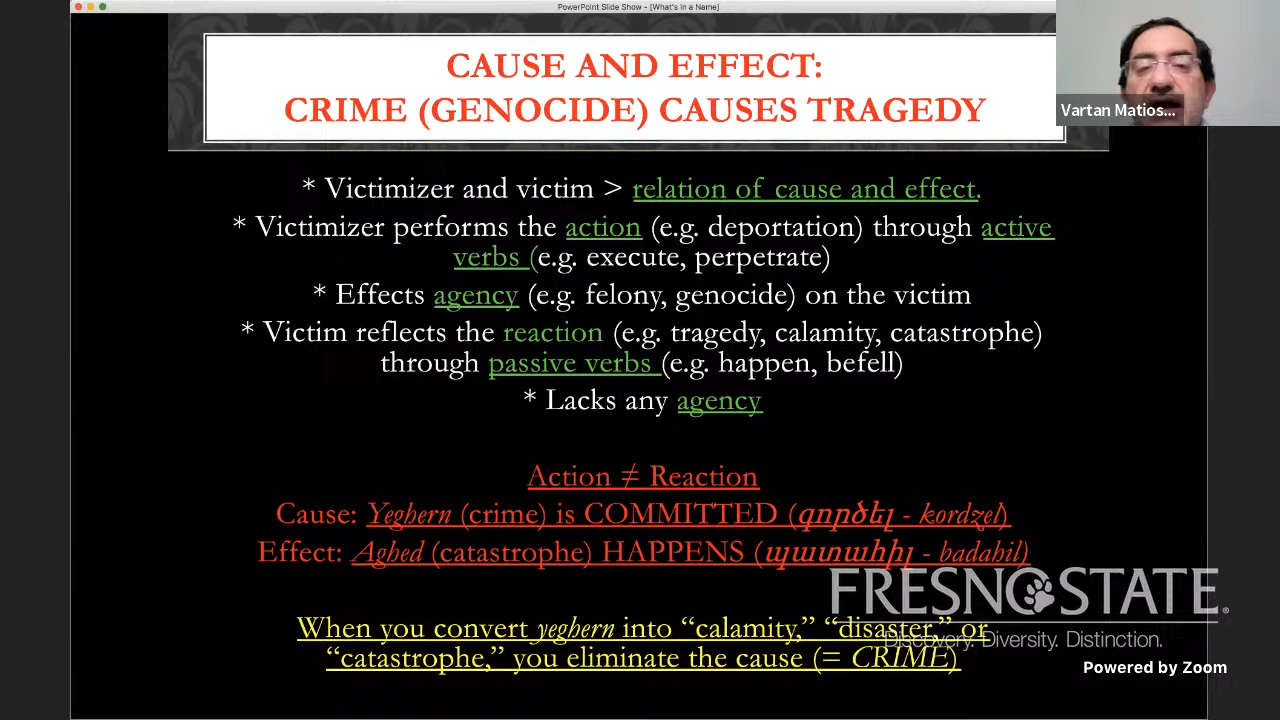 PowerPoint Slide Show - [What's in a Name]
CAUSE AND EFFECT:
CRIME (GENOCIDE) CAUSES TRAGEDY
Vartan Matios...
* Victimizer and victim > relation of cause and effect.
* Victimizer performs the action (e.g. deportation) through active
verbs (e.g. execute, perpetrate)
* Effects agency (e.g. felony, genocide) on the victim
* Victim reflects the reaction (e.g. tragedy, calamity, catastrophe)
through passive verbs (e.g. happen, befell)
* Lacks any agency
Action ≠ Reaction
Cause: Yeghern (crime) is COMMITTED (գործել - kordzel)
Effect: Aghed (catastrophe) HAPPENS (պատահիլ - badahil)
FRESNO STATE®
When you convert yeghern into “calamity,” “disaster,” or
Discovery. Diversity. Distinction.
“catastrophe,” you eliminate the cause (= CRIME)
Powered by Zoom